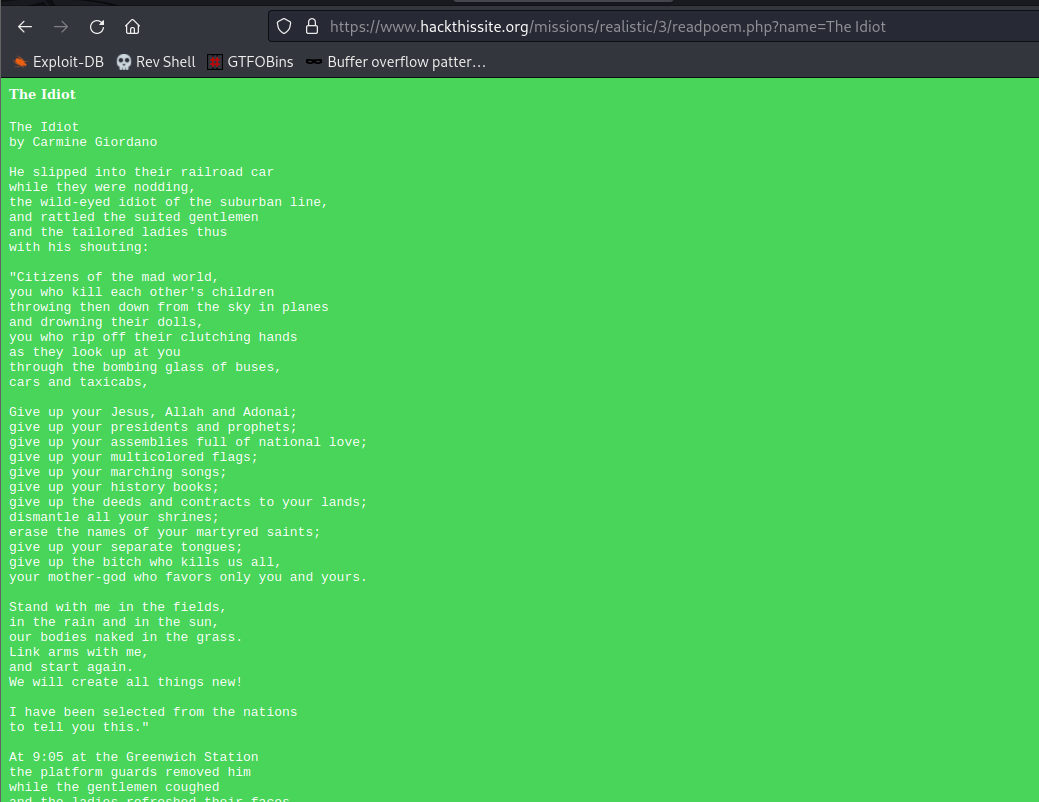 https://www.hackthissite.org/missions/realistic/3/readpoem.php?name=The Idiot
Exploit-DB Rev Shell GTFOBins Buffer overflow patter…
The Idiot
The Idiot
by Carmine Giordano
He slipped into their railroad car
while they were nodding,
the wild-eyed idiot of the suburban line,
and rattled the suited gentlemen
and the tailored ladies thus
with his shouting:
"Citizens of the mad world,
you who kill each other's children
throwing then down from the sky in planes
and drowning their dolls,
you who rip off their clutching hands
as they look up at you
through the bombing glass of buses,
cars and taxicabs,
Give up your Jesus, Allah and Adonai;
give up your presidents and prophets;
give up your assemblies full of national love;
give up your multicolored flags;
give up your marching songs;
give up your history books;
give up the deeds and contracts to your lands;
dismantle all your shrines;
erase the names of your martyred saints;
give up your separate tongues;
give up the bitch who kills us all,
your mother-god who favors only you and yours.
Stand with me in the fields,
in the rain and in the sun,
our bodies naked in the grass.
Link arms with me,
and start again.
We will create all things new!
I have been selected from the nations
to tell you this."
At 9:05 at the Greenwich Station
the platform guards removed him
while the gentlemen coughed
and the ladies refreshed their faces